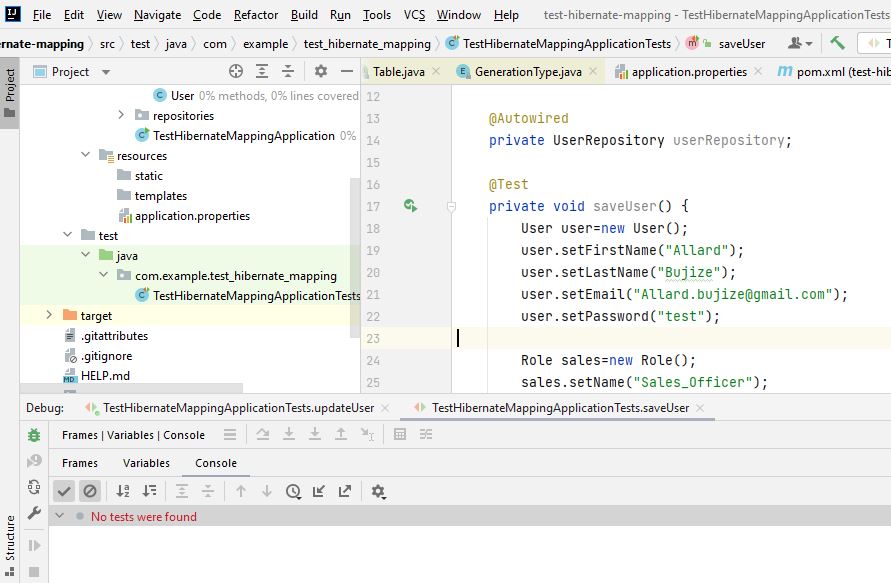 File Edit View Navigate Code Refactor Build Run Tools VCS Window Help test-hibernate-mapping - TestHibernateMappingApplicationTests
rnate-mapping src test java com example test_hibernate_mapping TestHibernateMappingApplicationTests saveUser
Project
Project
Table.java GenerationType.java application.properties pom.xml (test-hib
User 0% methods, 0% lines covered
repositories
TestHibernateMappingApplication 0%
resources
static
templates
application.properties
test
java
com.example.test_hibernate_mapping
TestHibernateMappingApplicationTests
target
.gitattributes
.gitignore
HELP.md
12
13 @Autowired
14 private UserRepository userRepository;
15
16 @Test
17 private void saveUser() {
18 User user=new User();
19 user.setFirstName("Allard");
20 user.setLastName("Bujize");
21 user.setEmail("Allard.bujize@gmail.com");
22 user.setPassword("test");
23
24 Role sales=new Role();
25 sales.setName("Sales_Officer");
Debug: TestHibernateMappingApplicationTests.updateUser TestHibernateMappingApplicationTests.saveUser
Frames | Variables | Console
Frames Variables Console
No tests were found
Structure